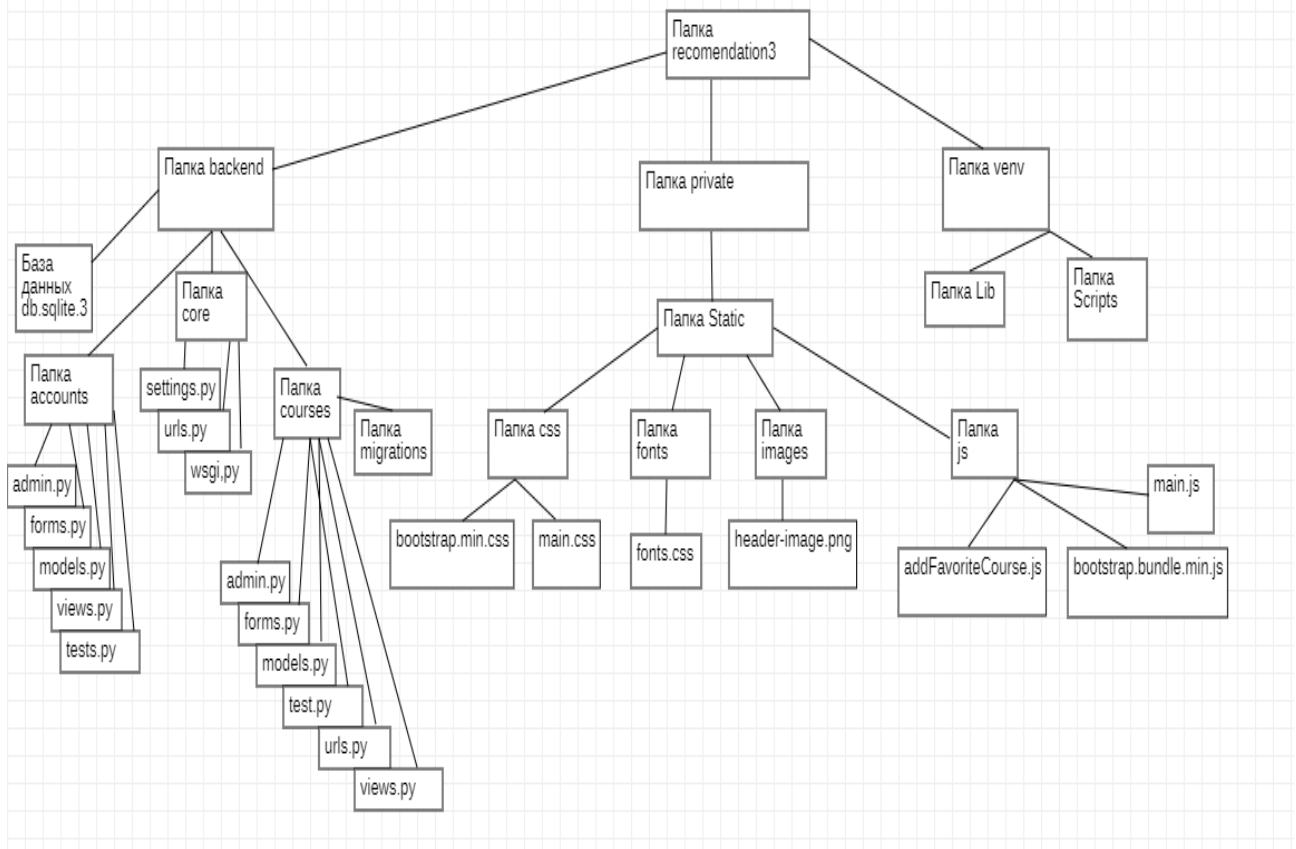 Папка
recomendation3
Папка backend
Папка private
Папка venv
База
данных
db.sqlite.3
Папка
core
Папка Lib
Папка
Scripts
Папка Static
Папка
accounts
settings.py
urls.py
wsgi,py
Папка
courses
Папка
migrations
Папка css
Папка
fonts
Папка
images
Папка
js
admin.py
forms.py
models.py
views.py
tests.py
admin.py
forms.py
models.py
test.py
urls.py
views.py
bootstrap.min.css
main.css
fonts.css
header-image.png
main.js
addFavoriteCourse.js
bootstrap.bundle.min.js